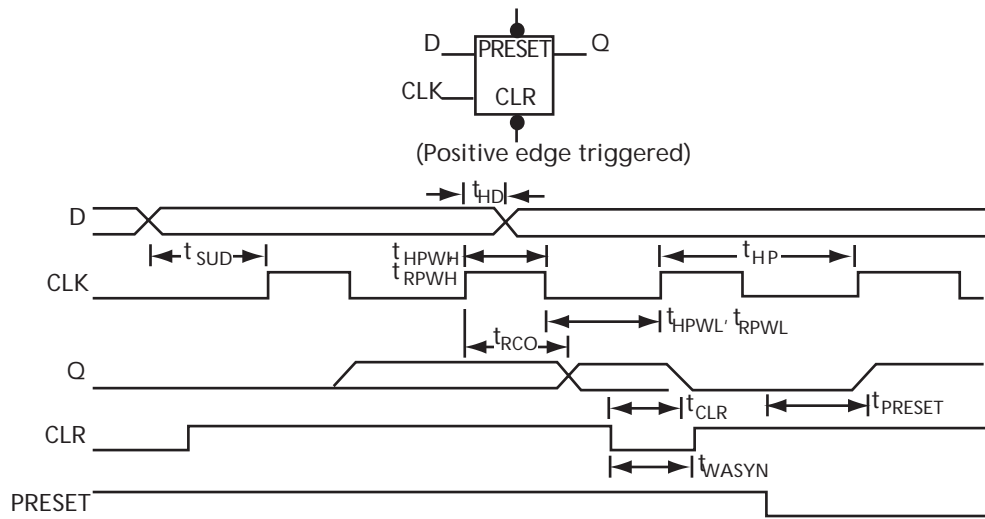 D PRESET Q
CLK CLR
(Positive edge triggered)
tHD
D
tSUD tHPWH, tHP
CLK tRPWH
tHPWL, tRPWL
tRCO
Q
tCLR tPRESET
CLR
tWASYN
PRESET